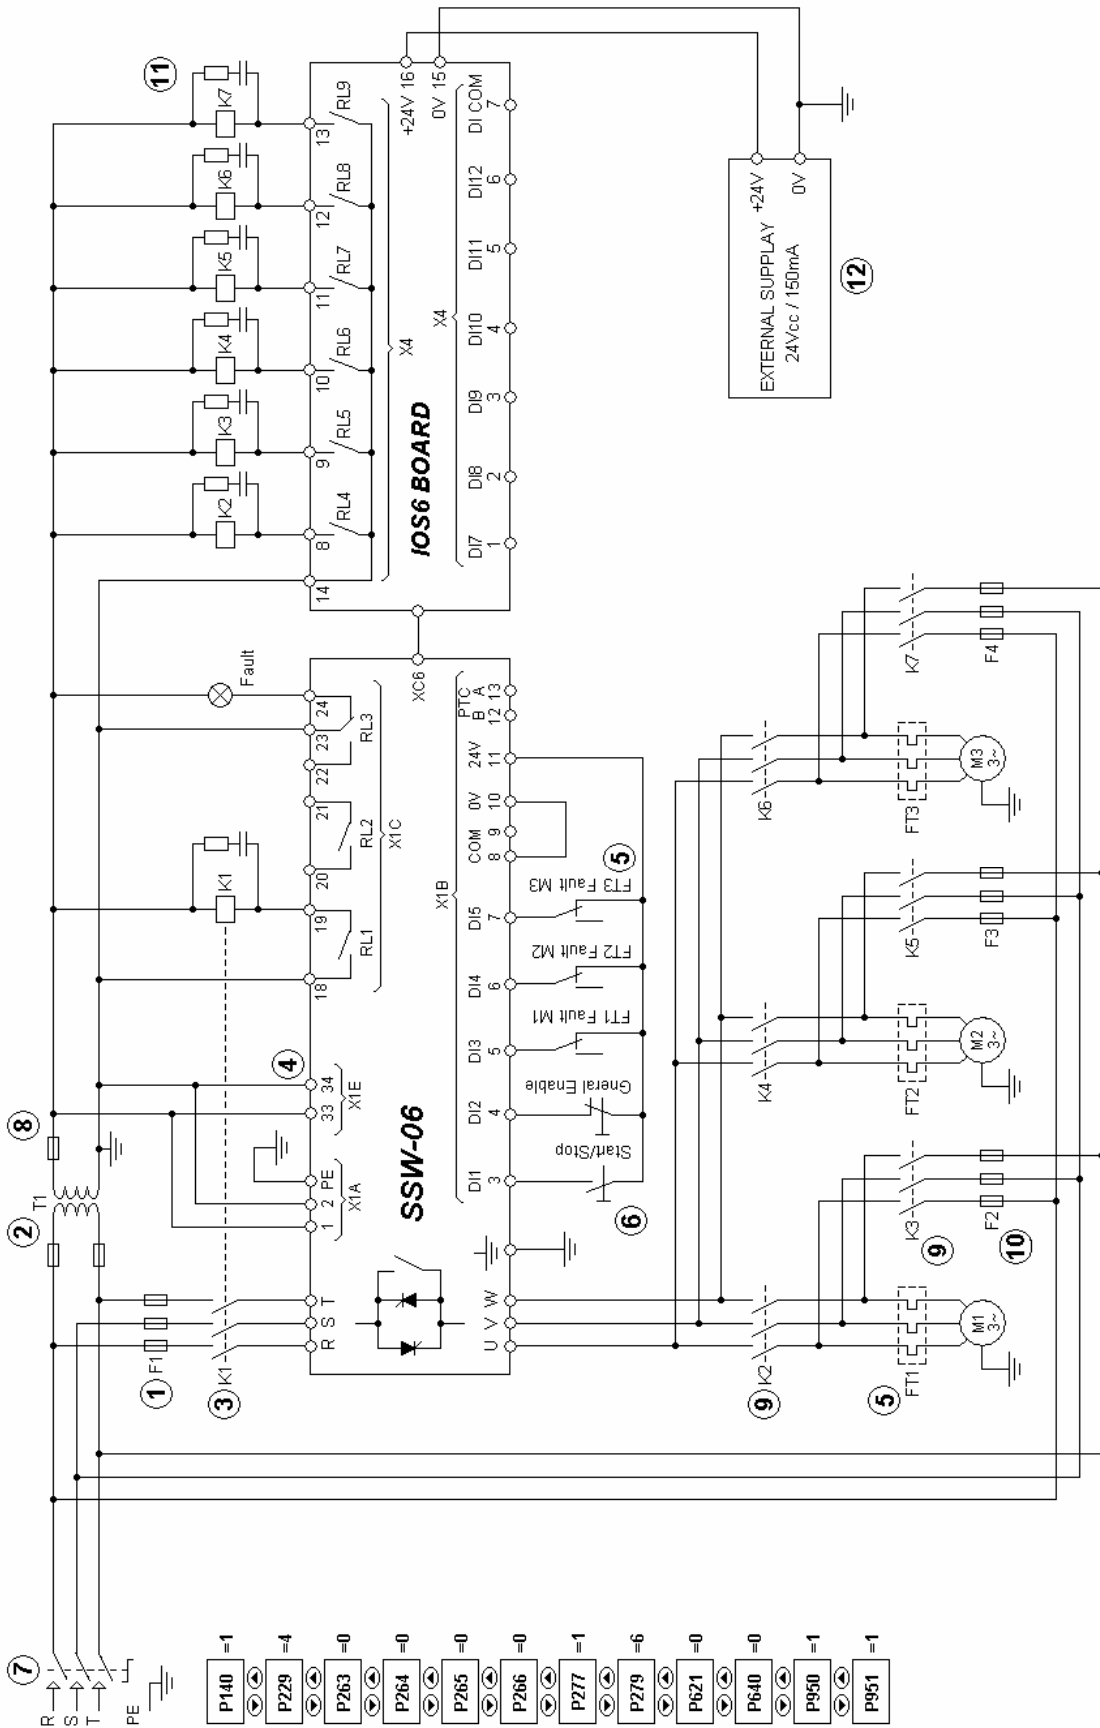 R
S
T
PE
7
2
T1
8
1
F1
3
K1
4
K1
Fault
K2
K3
K4
K5
K6
K7
11
R
S
T
1
2
PE
X1A
33
34
X1E
18
19
20
21
22
23
24
RL1
RL2
RL3
X1C
XC6
SSW-06
U
V
W
X1B
DI1
DI2
DI3
DI4
DI5
COM
0V
24V
PTC
B
A
3
4
5
6
7
8
9
10
11
12
13
Start/Stop
Gneral Enable
FT1 Fault M1
FT2 Fault M2
FT3 Fault M3
5
6
14
8
9
10
11
12
13
RL4
RL5
RL6
RL7
RL8
RL9
X4
IOS6 BOARD
+24V 16
0V 15
X4
DI7
DI8
DI9
DI10
DI11
DI12
DI COM
1
2
3
4
5
6
7
EXTERNAL SUPPLAY
24Vcc / 150mA
+24V
0V
12
9
K2
K3
9
F2
10
5
FT1
M1
3~
K4
K5
F3
FT2
M2
3~
K6
K7
F4
FT3
M3
3~
P140 =1
P229 =4
P263 =0
P264 =0
P265 =0
P266 =0
P277 =1
P279 =6
P621 =0
P640 =0
P950 =1
P951 =1